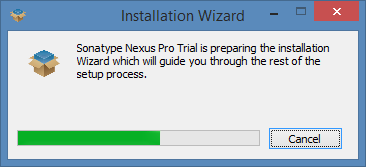 Installation Wizard
Sonatype Nexus Pro Trial is preparing the installation
Wizard which will guide you through the rest of the
setup process.
Cancel